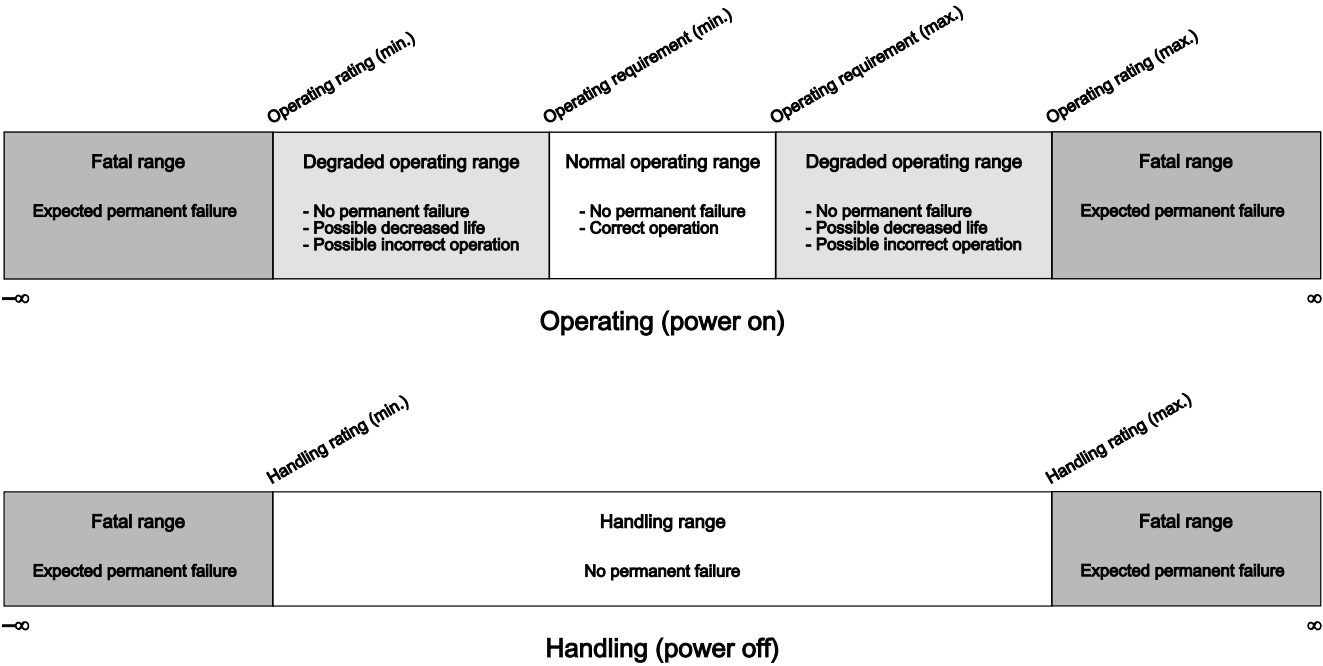 Operating rating (min.)
Operating requirement (min.)
Operating requirement (max.)
Operating rating (max.)
Fatal range
Expected permanent failure
Degraded operating range
- No permanent failure
- Possible decreased life
- Possible incorrect operation
Normal operating range
- No permanent failure
- Correct operation
Degraded operating range
- No permanent failure
- Possible decreased life
- Possible incorrect operation
Fatal range
Expected permanent failure
–∞
∞
Operating (power on)
Handling rating (min.)
Handling rating (max.)
Fatal range
Expected permanent failure
Handling range
No permanent failure
Fatal range
Expected permanent failure
–∞
∞
Handling (power off)